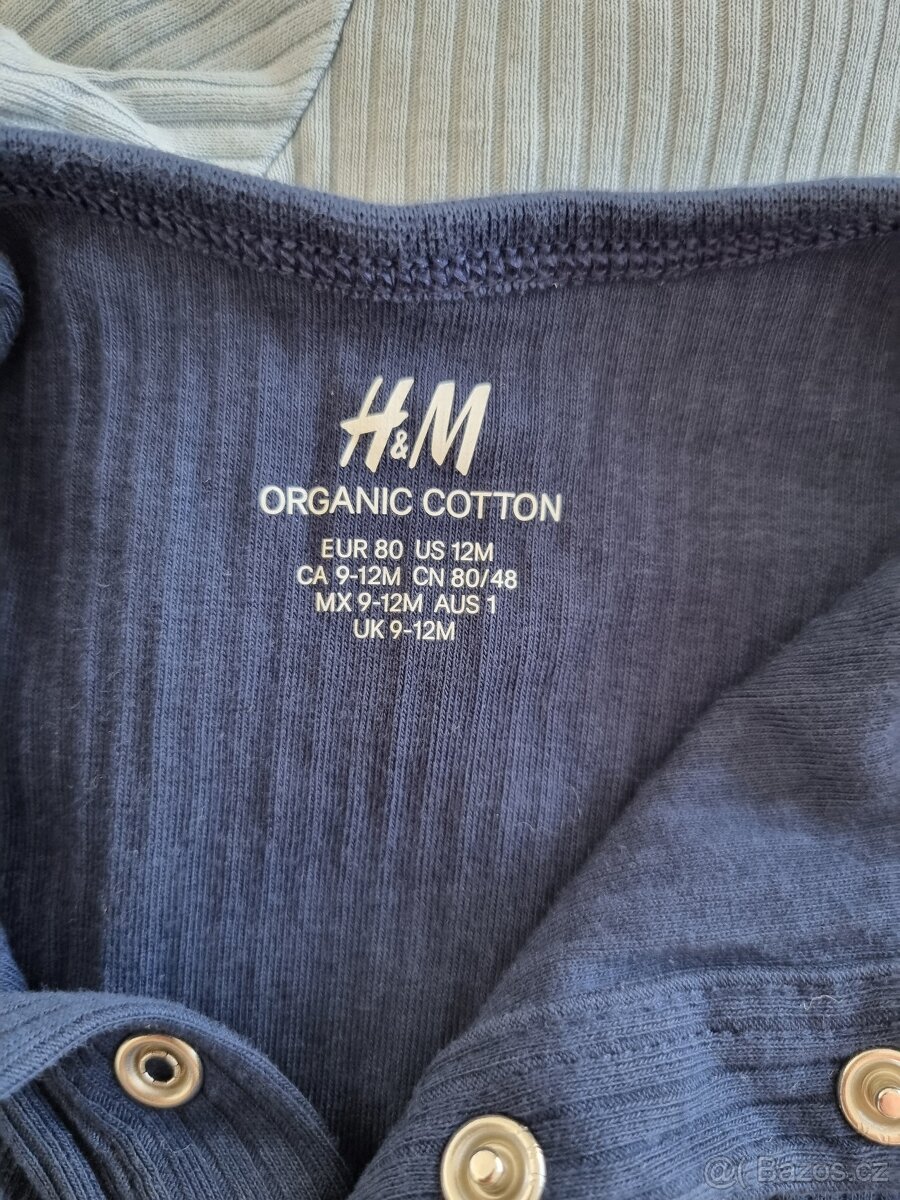 H&M
ORGANIC COTTON
EUR 80 US 12M
CA 9-12M CN 80/48
MX 9-12M AUS 1
UK 9-12M
@ Bazos.cz